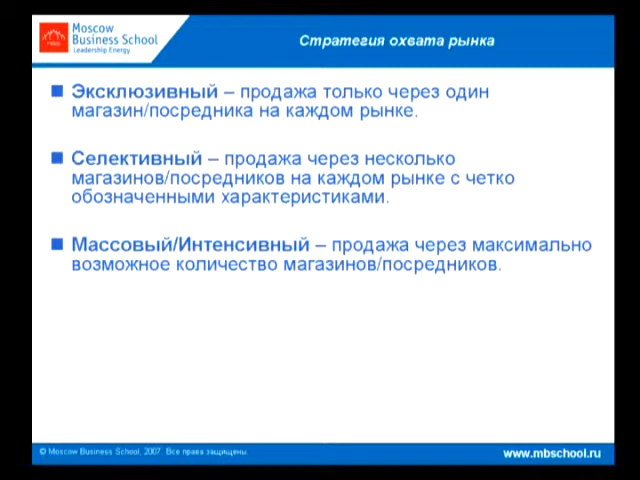 Moscow
Business School
Leadership Energy
Стратегия охвата рынка
Эксклюзивный – продажа только через один
магазин/посредника на каждом рынке.
Селективный – продажа через несколько
магазинов/посредников на каждом рынке с четко
обозначенными характеристиками.
Массовый/Интенсивный – продажа через максимально
возможное количество магазинов/посредников.
© Moscow Business School, 2007. Все права защищены.
www.mbschool.ru